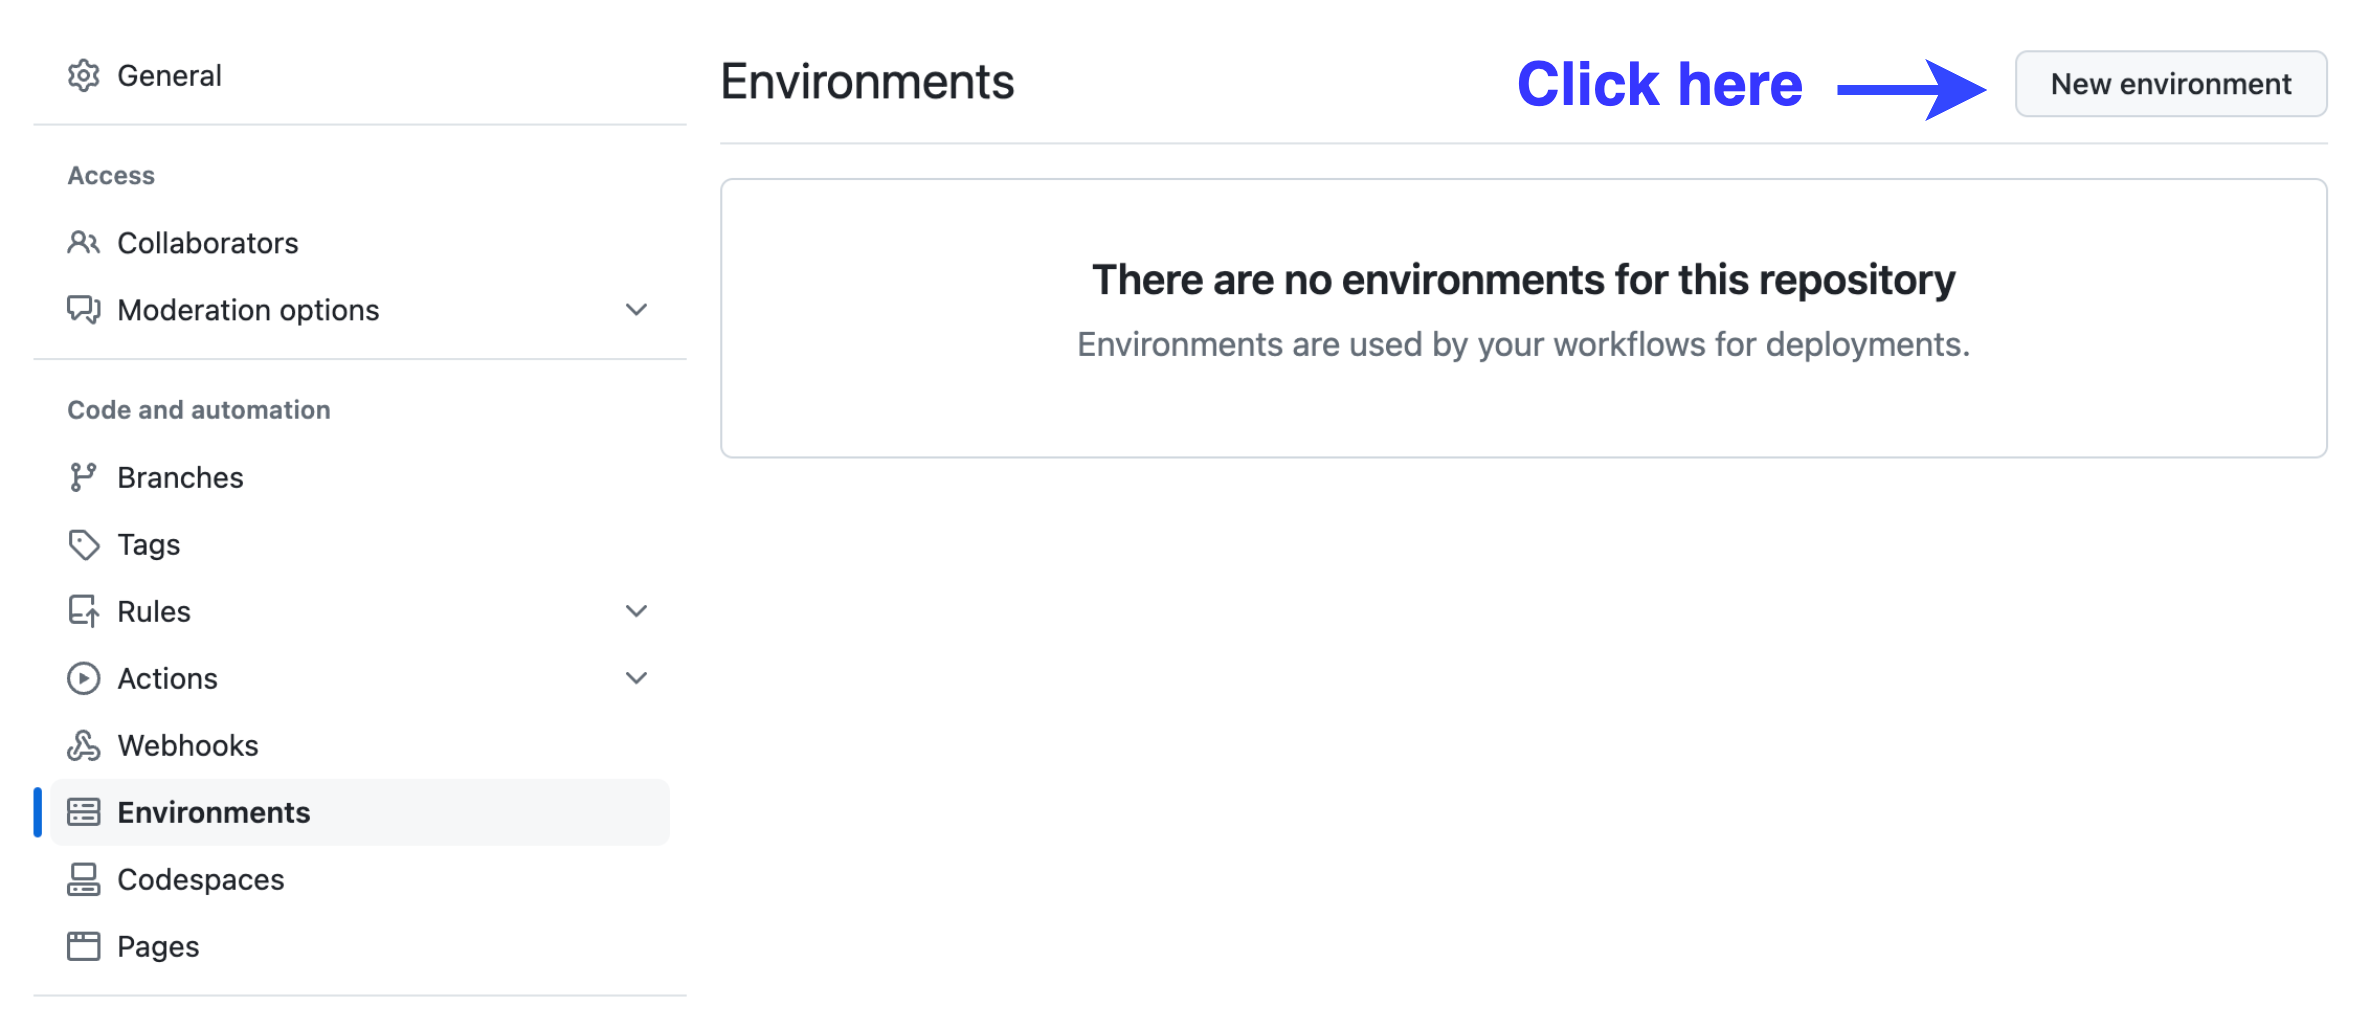 General
Access
Collaborators
Moderation options
Code and automation
Branches
Tags
Rules
Actions
Webhooks
Environments
Codespaces
Pages
Environments
Click here
New environment
There are no environments for this repository
Environments are used by your workflows for deployments.